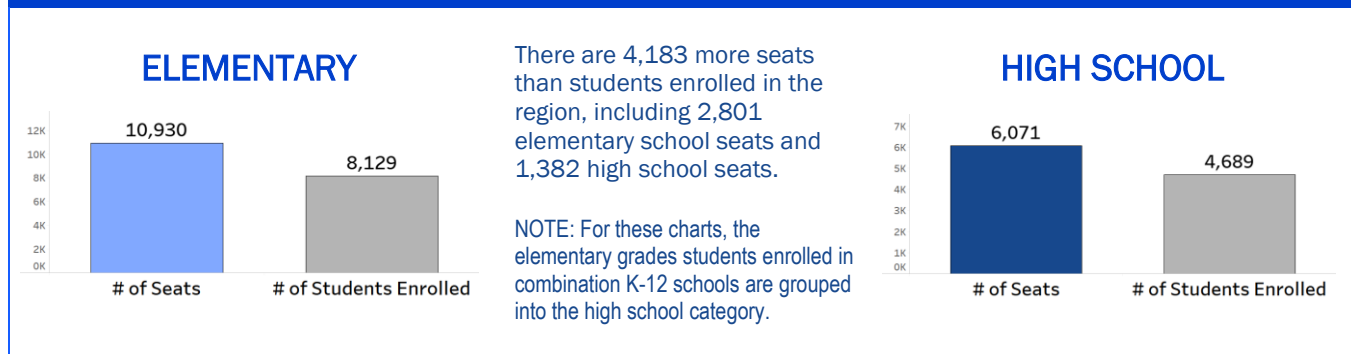 ELEMENTARY
12K
10K
8K
6K
4K
2K
0K
10,930
8,129
# of Seats
# of Students Enrolled
There are 4,183 more seats
than students enrolled in the
region, including 2,801
elementary school seats and
1,382 high school seats.
NOTE: For these charts, the
elementary grades students enrolled in
combination K-12 schools are grouped
into the high school category.
HIGH SCHOOL
7K
6K
5K
4K
3K
2K
1K
0K
6,071
4,689
# of Seats
# of Students Enrolled